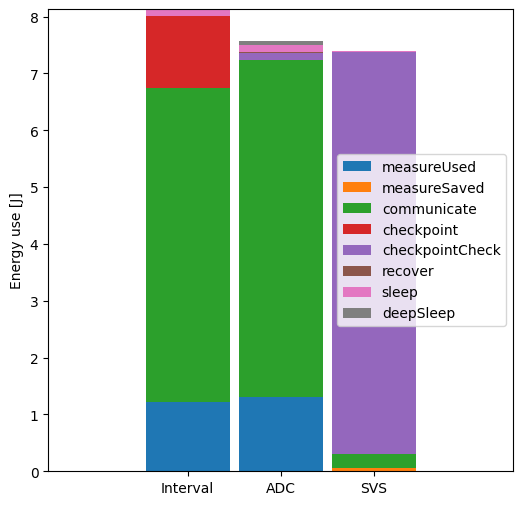 8
7
6
5
4
3
2
1
0
Energy use [J]
measureUsed
measureSaved
communicate
checkpoint
checkpointCheck
recover
sleep
deepSleep
Interval
ADC
SVS